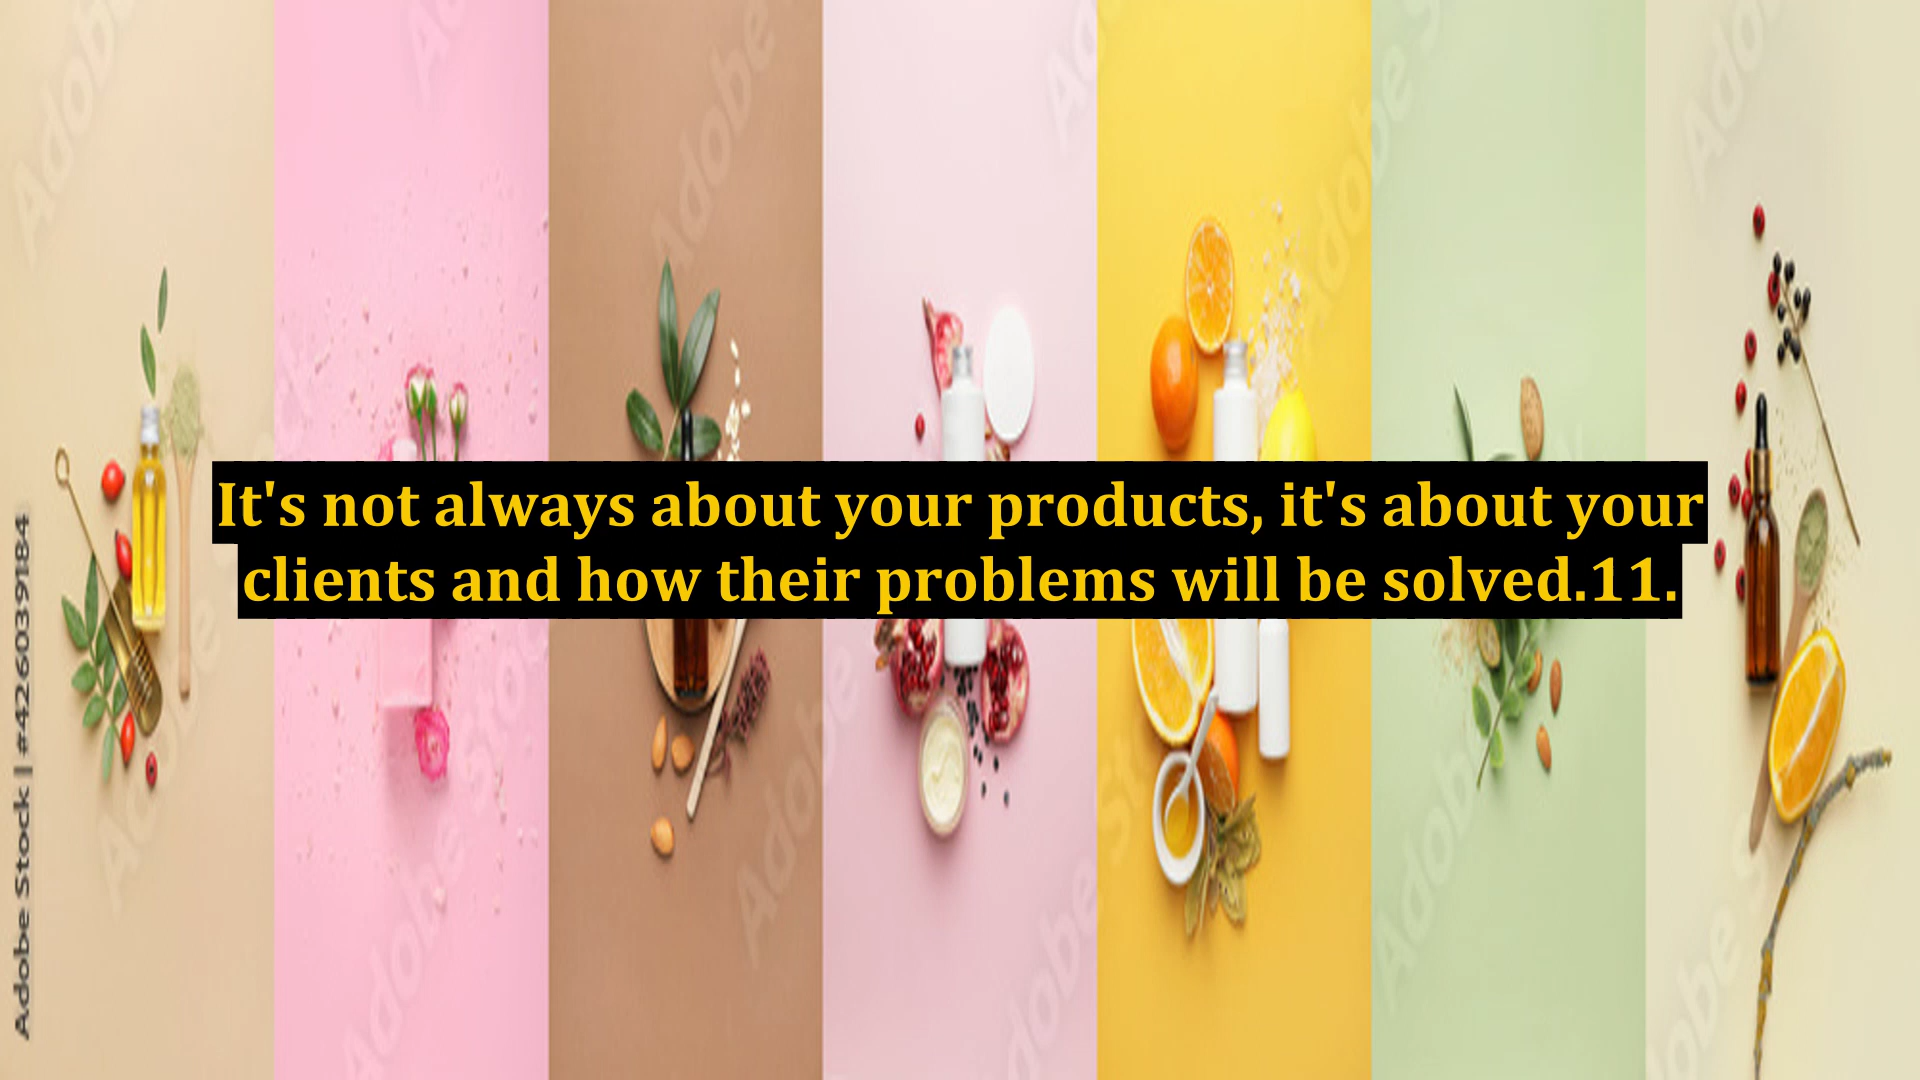 It's not always about your products, it's about your
clients and how their problems will be solved.11.
Adobe Stock | #426039184